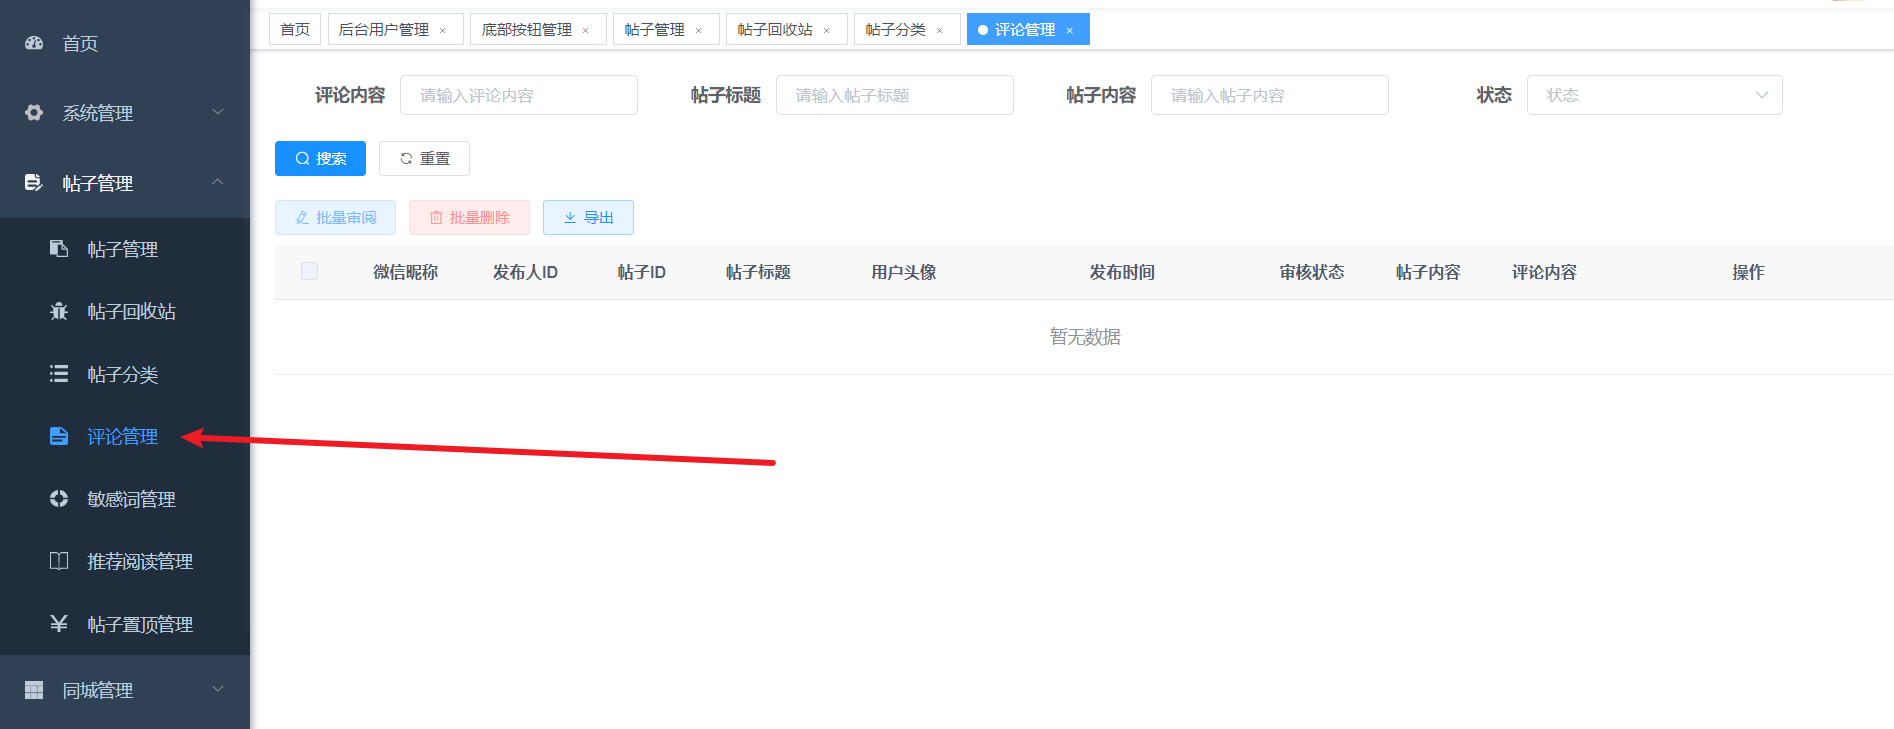 首页
系统管理
帖子管理
帖子管理
帖子回收站
帖子分类
评论管理
敏感词管理
推荐阅读管理
帖子置顶管理
同城管理
首页 后台用户管理 × 底部按钮管理 × 帖子管理 × 帖子回收站 × 帖子分类 × 评论管理 ×
评论内容 请输入评论内容 帖子标题 请输入帖子标题 帖子内容 请输入帖子内容 状态 状态
搜索 重置
批量审阅 批量删除 导出
微信昵称 发布人ID 帖子ID 帖子标题 用户头像 发布时间 审核状态 帖子内容 评论内容 操作
暂无数据